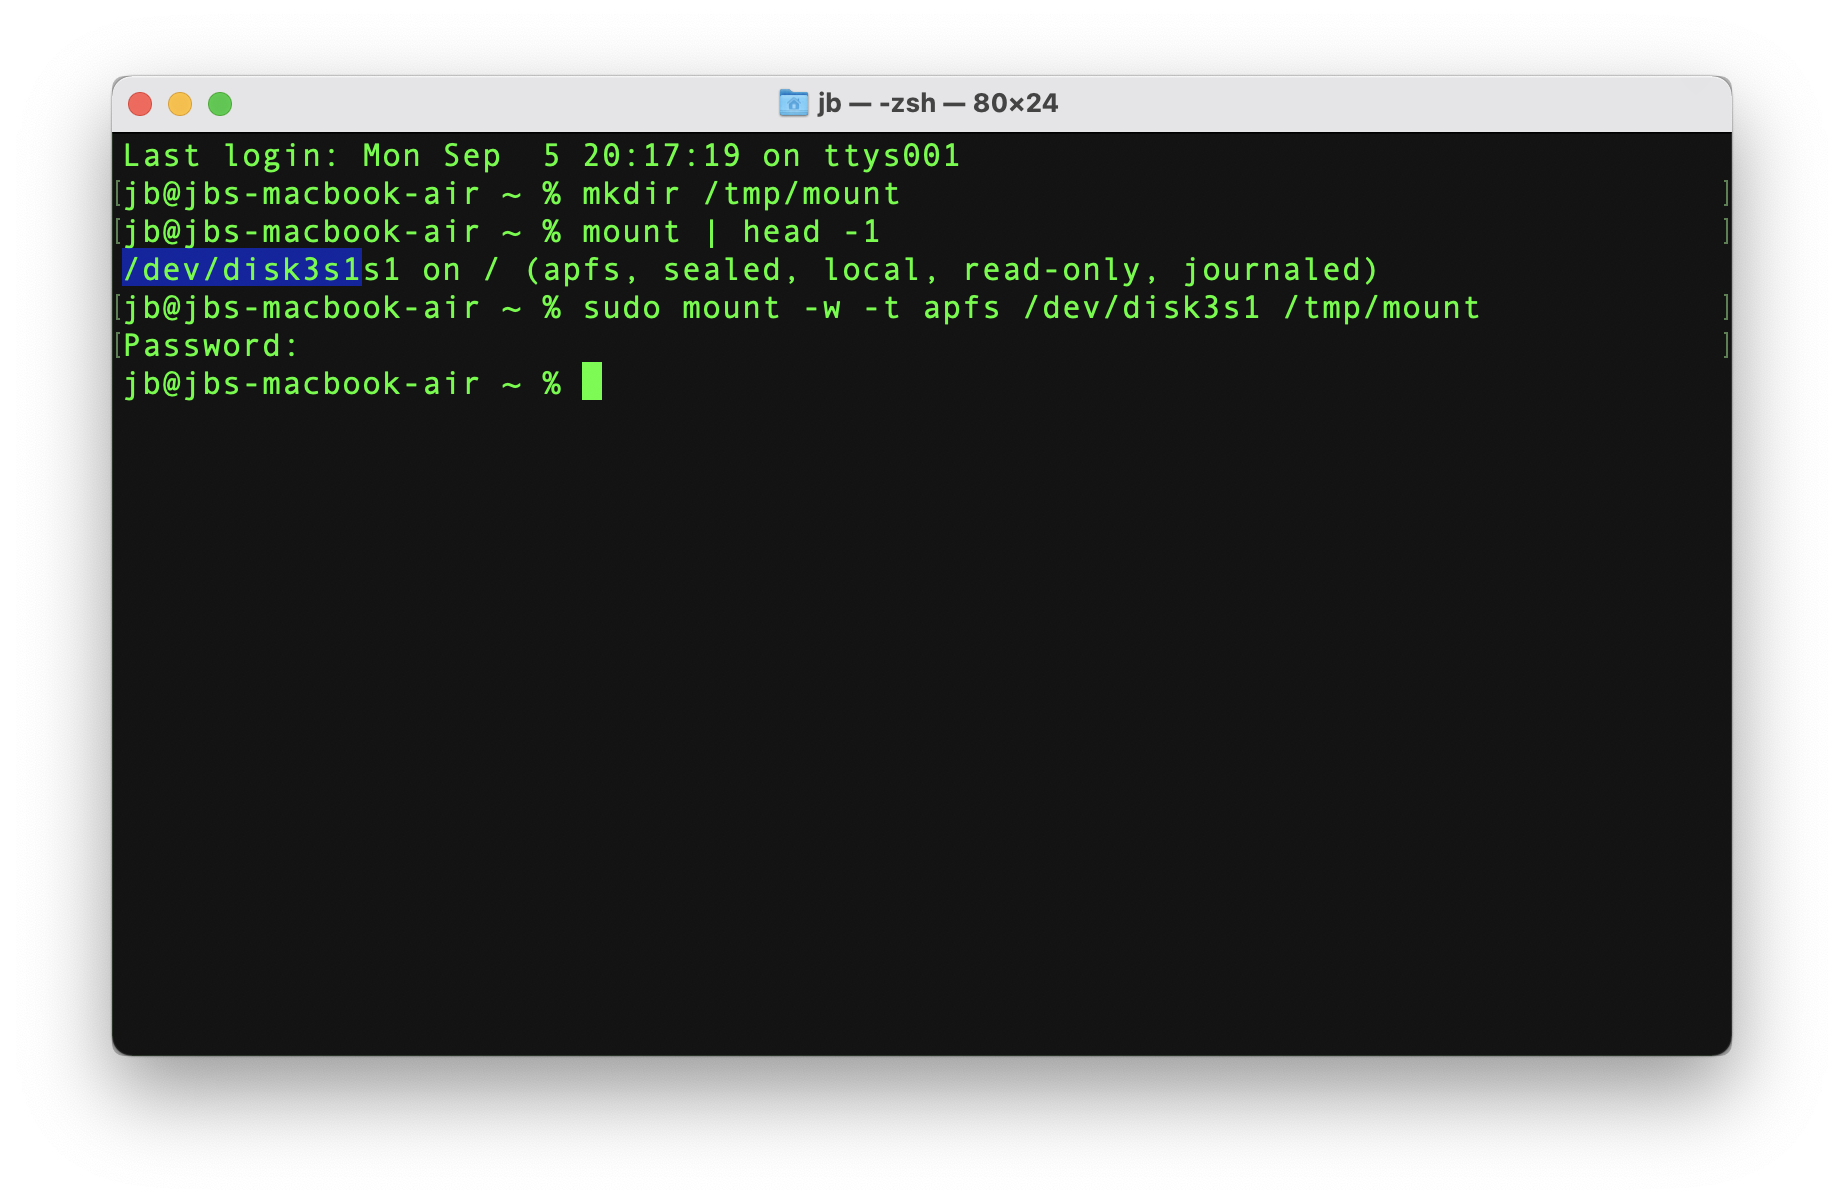 jb — -zsh — 80×24
Last login: Mon Sep  5 20:17:19 on ttys001
[jb@jbs-macbook-air ~ % mkdir /tmp/mount ]
[jb@jbs-macbook-air ~ % mount | head -1 ]
/dev/disk3s1s1 on / (apfs, sealed, local, read-only, journaled)
[jb@jbs-macbook-air ~ % sudo mount -w -t apfs /dev/disk3s1 /tmp/mount ]
[Password: ]
jb@jbs-macbook-air ~ %